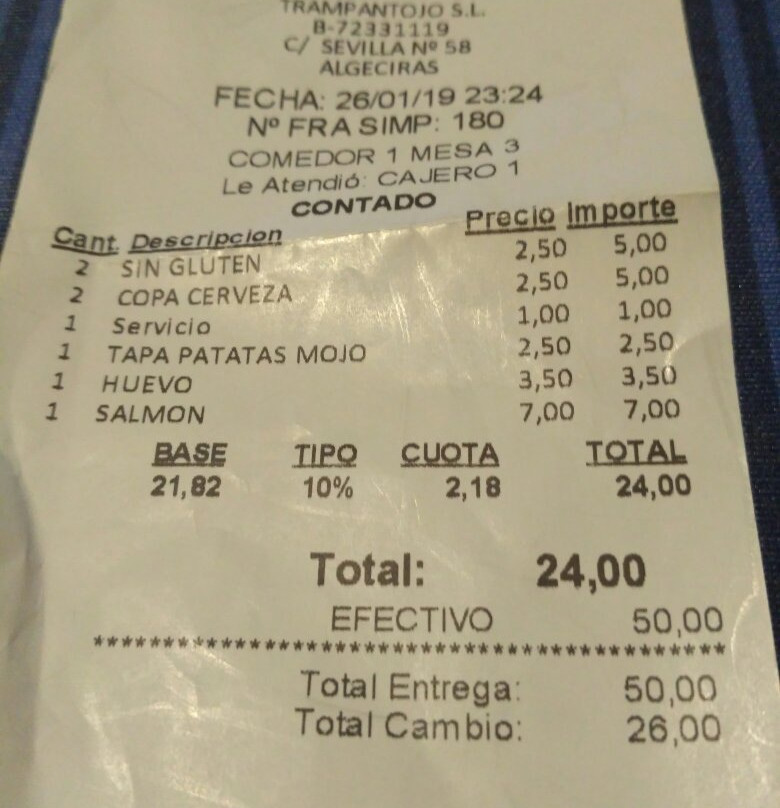 TRAMPANTOJO S.L.
B-72331119
C/ SEVILLA Nº 58
ALGECIRAS
FECHA: 26/01/19 23:24
Nº FRA SIMP: 180
COMEDOR 1 MESA 3
Le Atendió: CAJERO 1
CONTADO
Cant. Descripcion Precio Importe
2 SIN GLUTEN 2,50 5,00
2 COPA CERVEZA 2,50 5,00
1 Servicio 1,00 1,00
1 TAPA PATATAS MOJO 2,50 2,50
1 HUEVO 3,50 3,50
1 SALMON 7,00 7,00
BASE TIPO CUOTA TOTAL
21,82 10% 2,18 24,00
Total: 24,00
EFECTIVO 50,00
********************************************
Total Entrega: 50,00
Total Cambio: 26,00